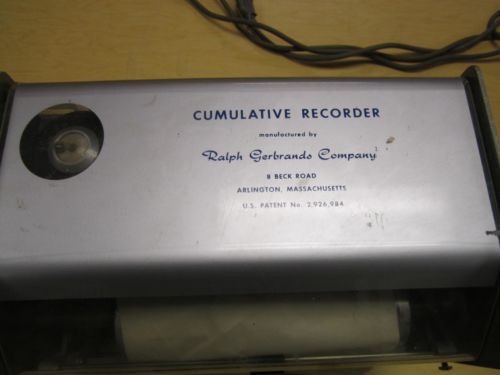 CUMULATIVE RECORDER
manufactured by
Ralph Gerbrands Company
8 BECK ROAD
ARLINGTON, MASSACHUSETTS
U.S. PATENT No. 2,926,984